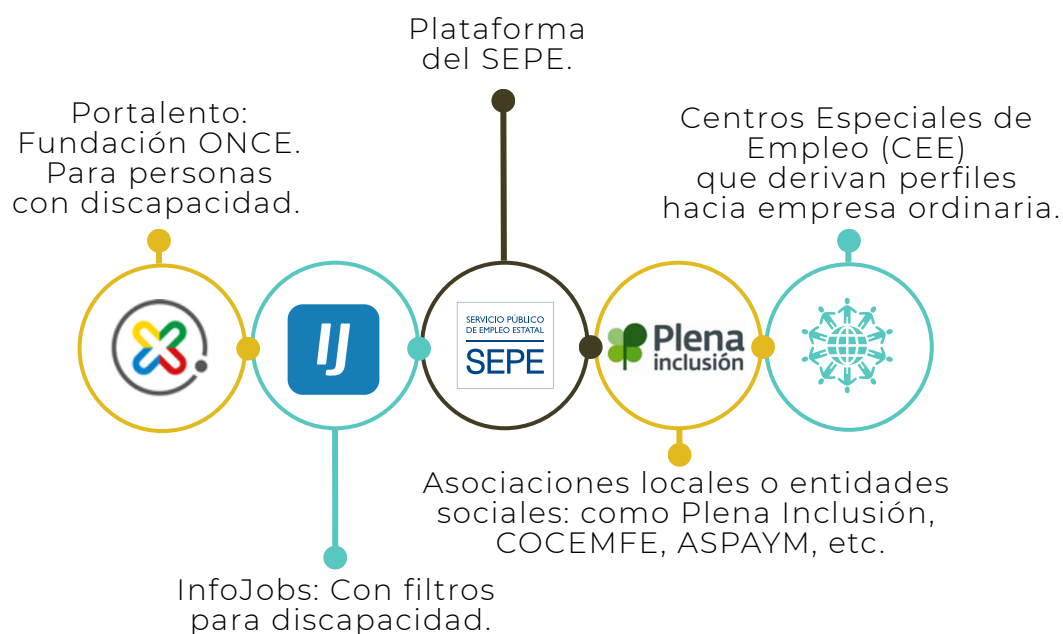 Plataforma
del SEPE.
Portalento:
Fundación ONCE.
Para personas
con discapacidad.
Centros Especiales de
Empleo (CEE)
que derivan perfiles
hacia empresa ordinaria.
IJ
SERVICIO PÚBLICO
DE EMPLEO ESTATAL
SEPE
Plena
inclusión
Asociaciones locales o entidades
sociales: como Plena Inclusión,
COCEMFE, ASPAYM, etc.
InfoJobs: Con filtros
para discapacidad.